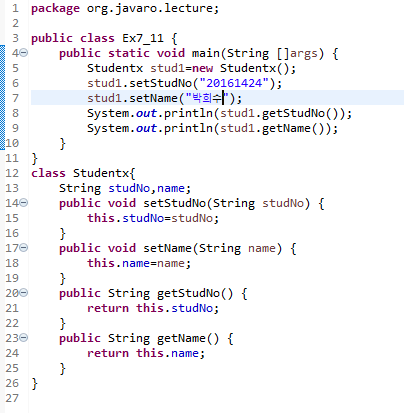 1 package org.javaro.lecture;
2
3 public class Ex7_11 {
4 public static void main(String []args) {
5 Studentx stud1=new Studentx();
6 stud1.setStudNo("20161424");
7 stud1.setName("박희수");
8 System.out.println(stud1.getStudNo());
9 System.out.println(stud1.getName());
10 }
11 }
12 class Studentx{
13 String studNo,name;
14 public void setStudNo(String studNo) {
15 this.studNo=studNo;
16 }
17 public void setName(String name) {
18 this.name=name;
19 }
20 public String getStudNo() {
21 return this.studNo;
22 }
23 public String getName() {
24 return this.name;
25 }
26 }
27